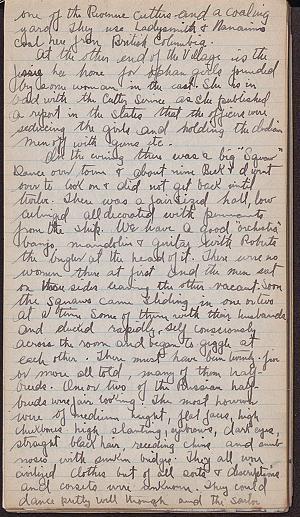 one of the Revenue Cutters and a coaling
yard They use Ladysmith & Nanaimo
coal here from British Columbia.
At the other end of the Village is the
Jessie Lee home for orphan girls founded
by some woman in the east. She is in
bad with the Cutter Service as she published
a report in the States that the officers were
seducing the girls and holding the Indian
men off with guns etc.
In the evening there was a big "Squaw"
Dance over town & about nine Beck & I went
over to look on & did not get back until
twelve. There was a fair sized hall, low
ceilinged all decorated with pennants
from the ship. We have a good "orchestra"
banjo, mandolin & guitar with Roberts
the bugler at the head of it. There were no
women there at first and the men sat
on three sides leaving the other vacant. Soon
the squaws came sliding in one or two
at a time Some of them with their husbands
and ducked rapidly, self consciously
across the room and began to giggle at
each other. There must have been twenty-five
or more all told, many of them half
breeds. One or two of the Russian half-
breeds were fair looking. The most however
were of medium height, flat faces, high
cheekbones high slanting eyebrows, dark eyes,
straight black hair, receding chins and
noses with sunken bridges. They all wore
civilized clothes but of all sorts & descriptions
and corsets were unknown. They could
dance pretty well though and the sailor